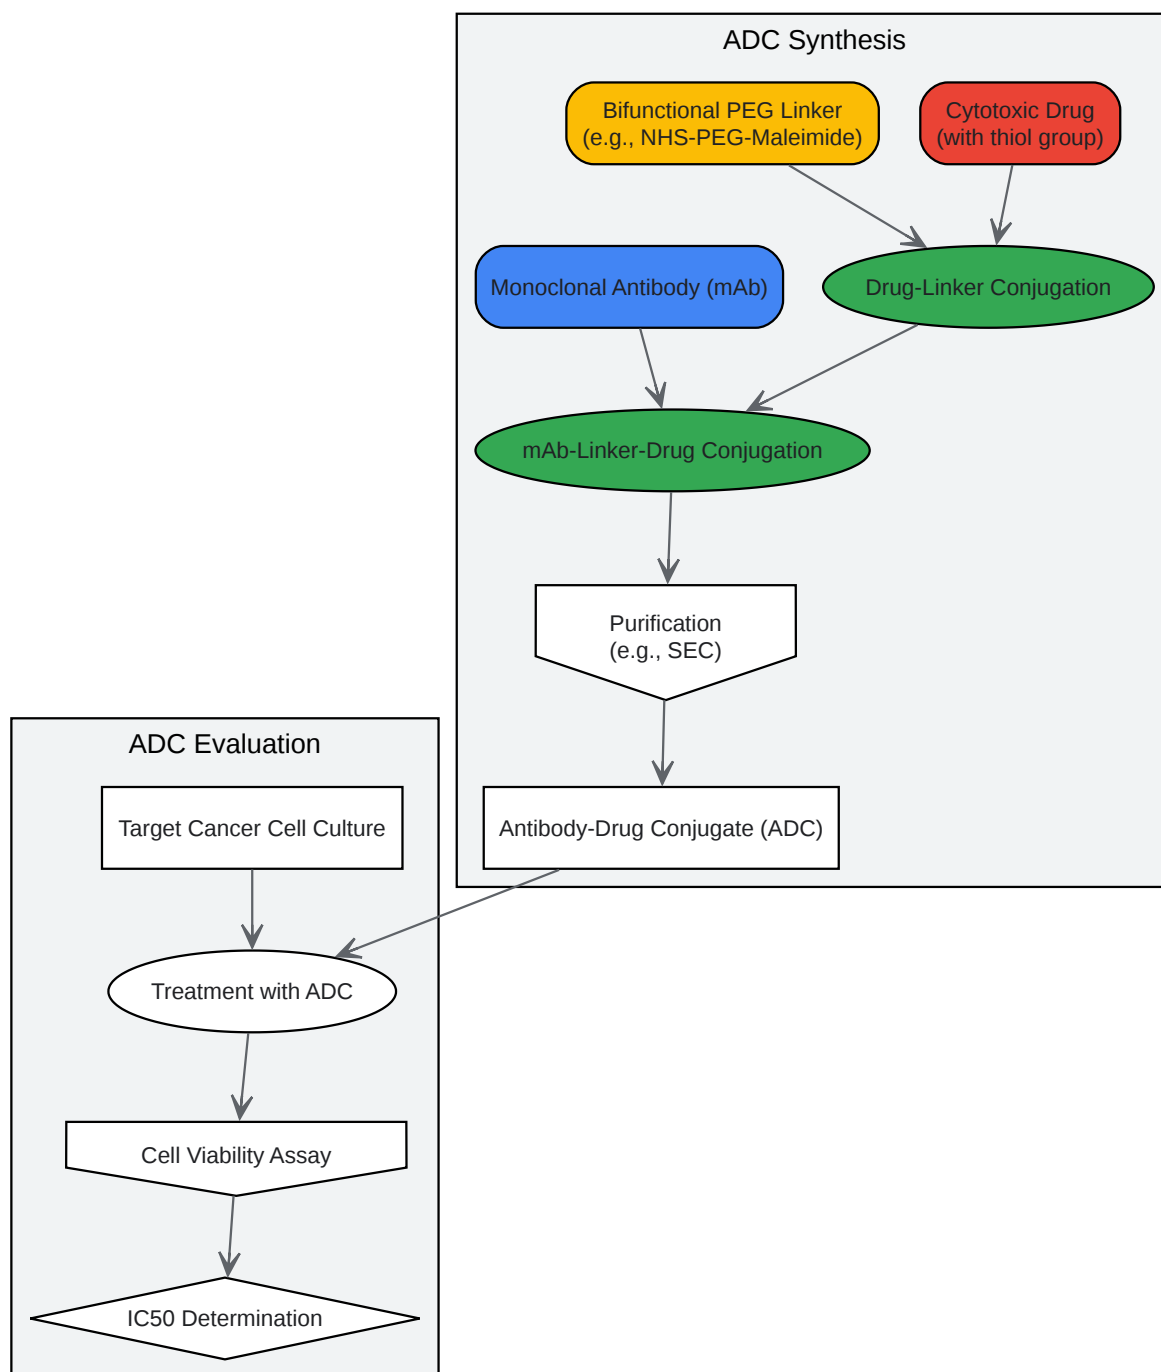 ADC Synthesis
Bifunctional PEG Linker
(e.g., NHS-PEG-Maleimide)
Cytotoxic Drug
(with thiol group)
Monoclonal Antibody (mAb)
Drug-Linker Conjugation
mAb-Linker-Drug Conjugation
Purification
(e.g., SEC)
Antibody-Drug Conjugate (ADC)
ADC Evaluation
Target Cancer Cell Culture
Treatment with ADC
Cell Viability Assay
IC50 Determination